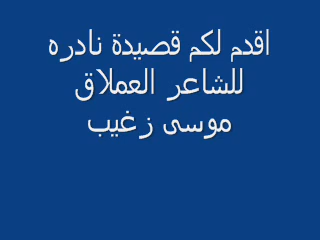 اقدم لكم قصيدة نادره
للشاعر العملاق
موسى زغيب